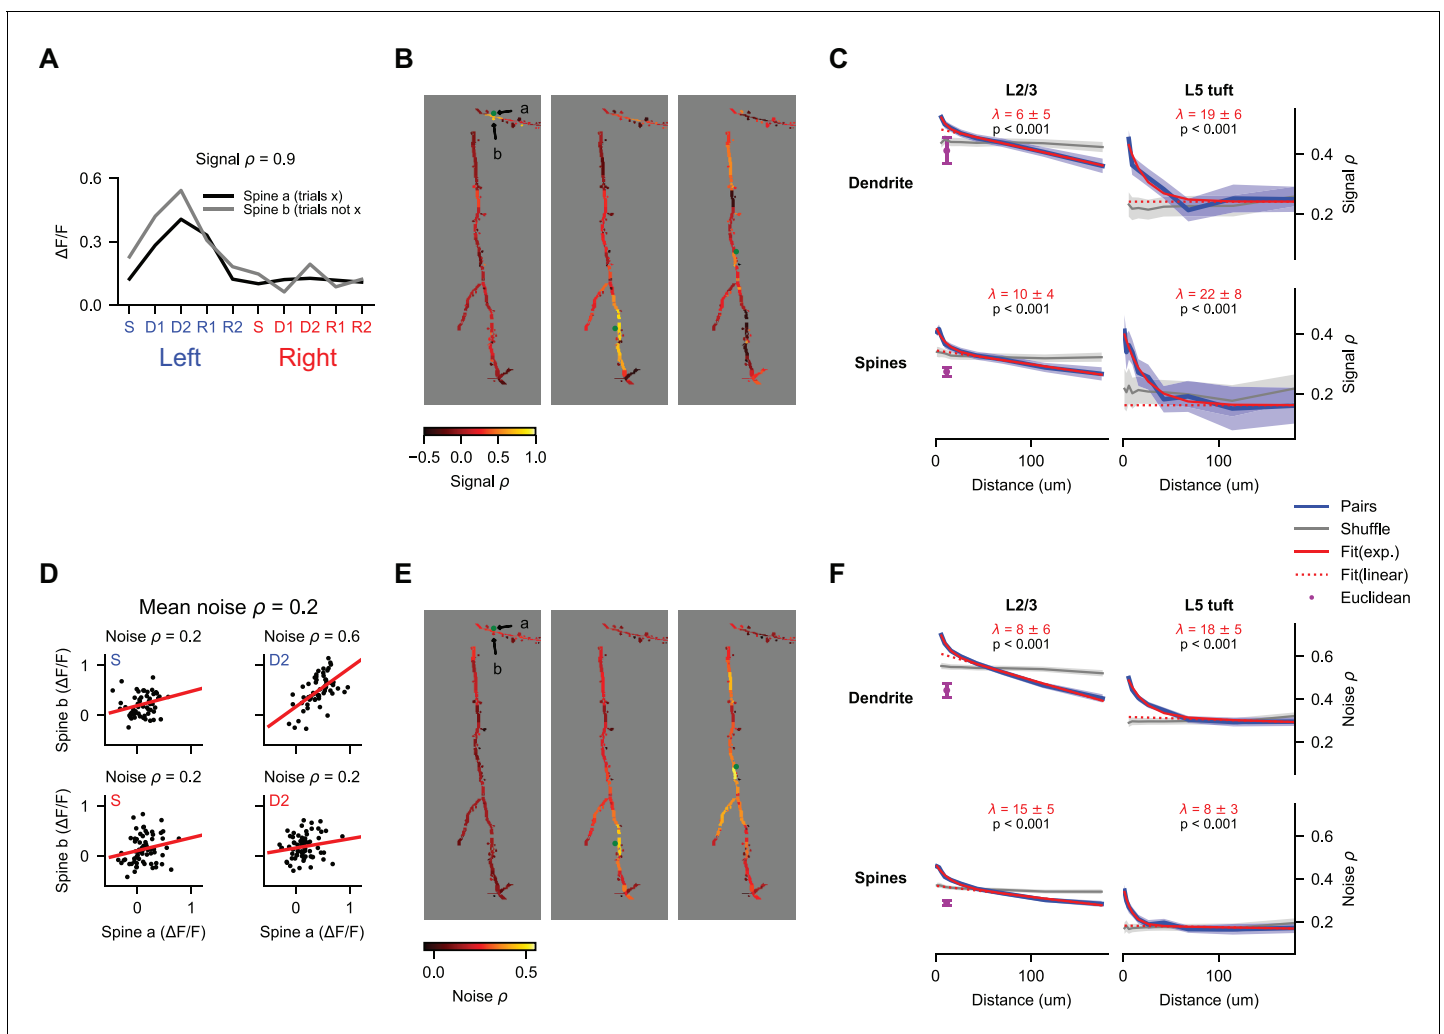 A
Signal ρ = 0.9
Spine a (trials x)
Spine b (trials not x
ΔF/F
0.6
0.3
0.0
S D1 D2 R1 R2 S D1 D2 R1 R2
Left Right
B
a
b
−0.5 0.0 0.5 1.0
Signal ρ
C
L2/3 L5 tuft
λ = 6 ± 5
p < 0.001
λ = 19 ± 6
p < 0.001
Dendrite
0.4
0.2
Signal ρ
λ = 10 ± 4
p < 0.001
λ = 22 ± 8
p < 0.001
Spines
0.4
0.2
Signal ρ
0 100 0 100
Distance (um) Distance (um)
Pairs
Shuffle
Fit(exp.)
Fit(linear)
Euclidean
D
Mean noise ρ = 0.2
Noise ρ = 0.2 Noise ρ = 0.6
S D2
Spine b (ΔF/F)
1
0
Noise ρ = 0.2 Noise ρ = 0.2
S D2
Spine b (ΔF/F)
1
0
0 1 0 1
Spine a (ΔF/F) Spine a (ΔF/F)
E
a
b
0.0 0.5
Noise ρ
F
L2/3 L5 tuft
λ = 8 ± 6
p < 0.001
λ = 18 ± 5
p < 0.001
Dendrite
0.6
0.4
0.2
Noise ρ
λ = 15 ± 5
p < 0.001
λ = 8 ± 3
p < 0.001
Spines
0.6
0.4
0.2
Noise ρ
0 100 0 100
Distance (um) Distance (um)